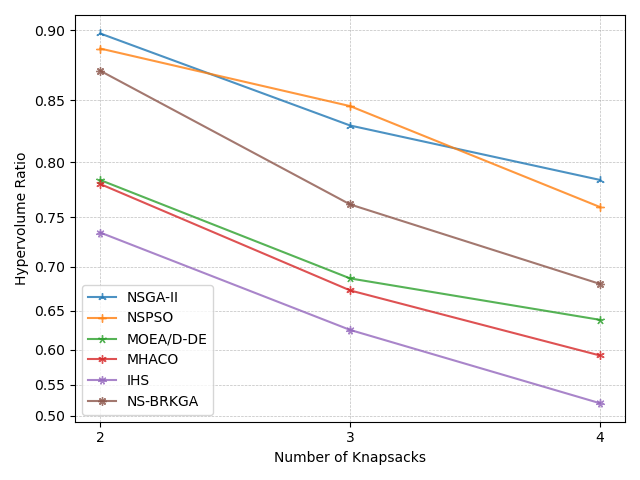 Hypervolume Ratio
0.90
0.85
0.80
0.75
0.70
0.65
0.60
0.55
0.50
NSGA-II
NSPSO
MOEA/D-DE
MHACO
IHS
NS-BRKGA
2
3
4
Number of Knapsacks